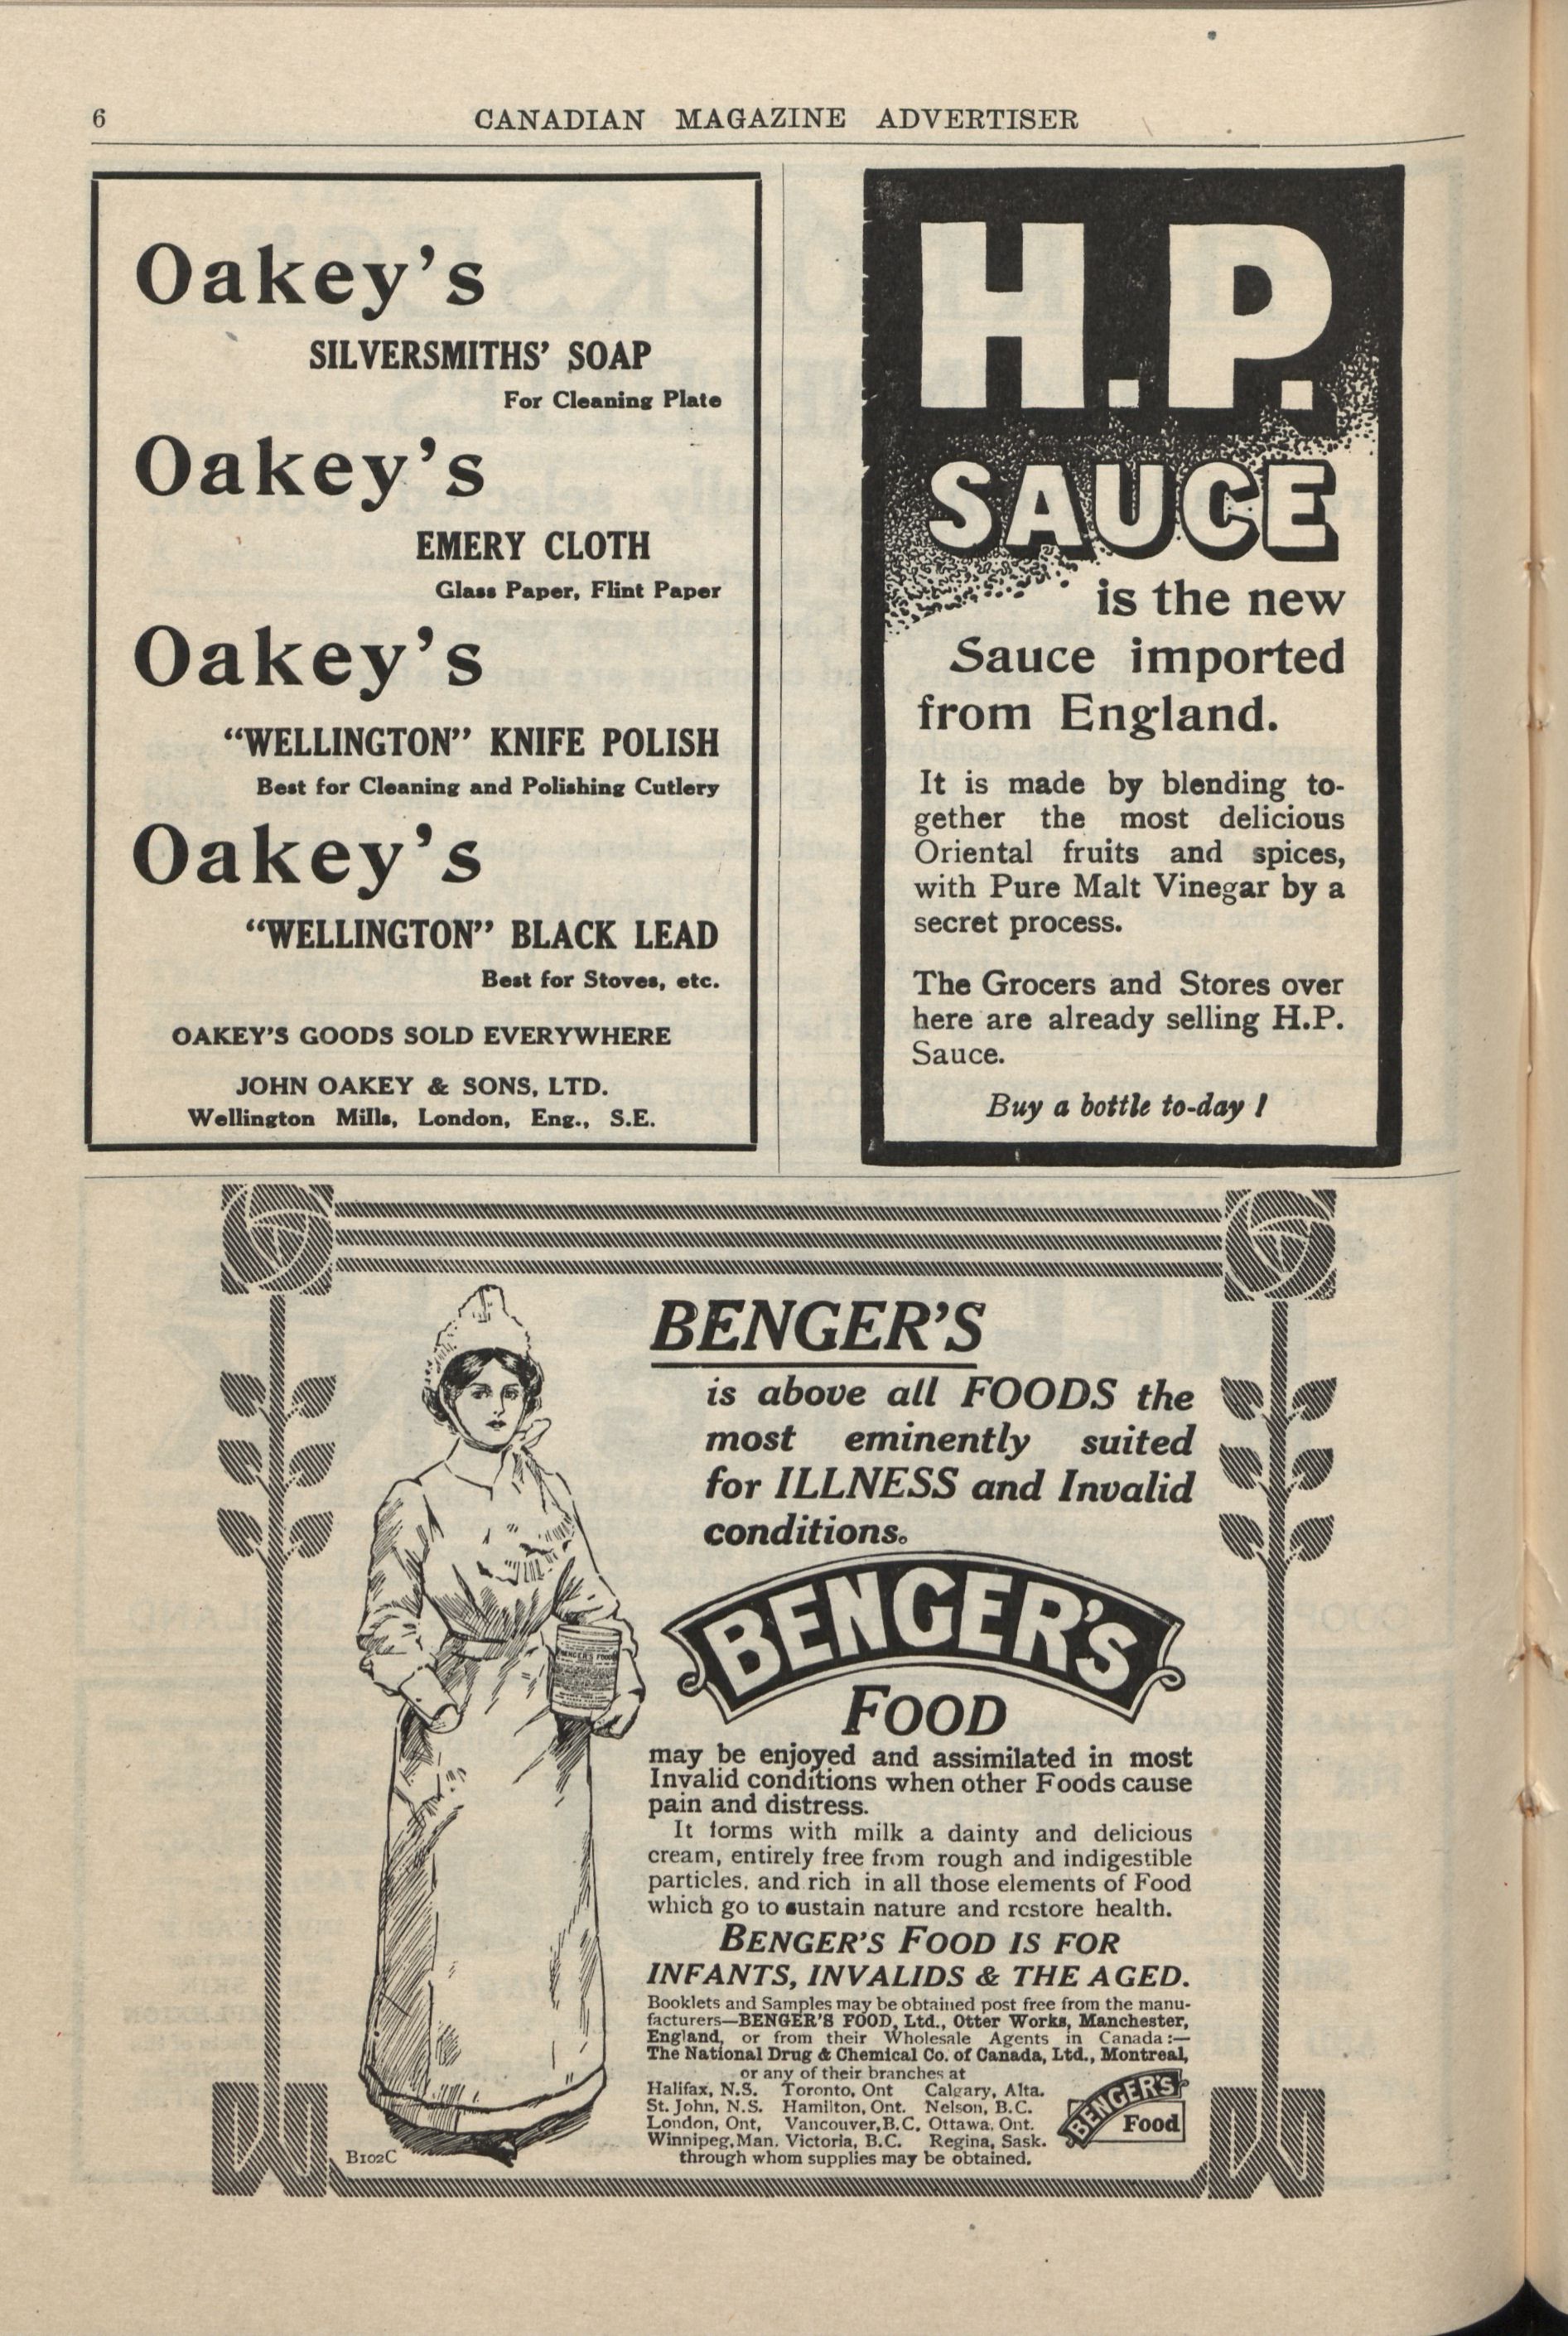 6
CANADIAN MAGAZINE ADVERTISER
Oakey's
SILVERSMITHS' SOAP
For Cleaning Plate
Oakey's
EMERY CLOTH
Glass Paper, Flint Paper
Oakey's
"WELLINGTON" KNIFE POLISH
Best for Cleaning and Polishing Cutlery
Oakey's
"WELLINGTON" BLACK LEAD
Best for Stoves, etc.
OAKEY'S GOODS SOLD EVERYWHERE
JOHN OAKEY & SONS, LTD.
Wellington Mills, London, Eng., S.E.
H.P.
SAUCE
is the new
Sauce imported
from England.
It is made by blending to-
gether the most delicious
Oriental fruits and spices,
with Pure Malt Vinegar by a
secret process.
The Grocers and Stores over
here are already selling H.P.
Sauce.
Buy a bottle to-day !
BENGER'S
is above all FOODS the
most eminently suited
for ILLNESS and Invalid
conditions.
BENGER'S
FOOD
BENGER'S FOOD
may be enjoyed and assimilated in most
Invalid conditions when other Foods cause
pain and distress.
It forms with milk a dainty and delicious
cream, entirely free from rough and indigestible
particles, and rich in all those elements of Food
which go to sustain nature and restore health.
BENGER'S FOOD IS FOR
INFANTS, INVALIDS & THE AGED.
Booklets and Samples may be obtained post free from the manu-
facturers—BENGER'S FOOD, Ltd., Otter Works, Manchester,
England, or from their Wholesale Agents in Canada :—
The National Drug & Chemical Co. of Canada, Ltd., Montreal,
or any of their branches at
Halifax, N.S. Toronto, Ont Calgary, Alta.
St. John, N.S. Hamilton, Ont. Nelson, B.C.
London, Ont, Vancouver, B.C. Ottawa, Ont.
Winnipeg, Man. Victoria, B.C. Regina, Sask.
through whom supplies may be obtained.
BENGER'S
Food
B102C